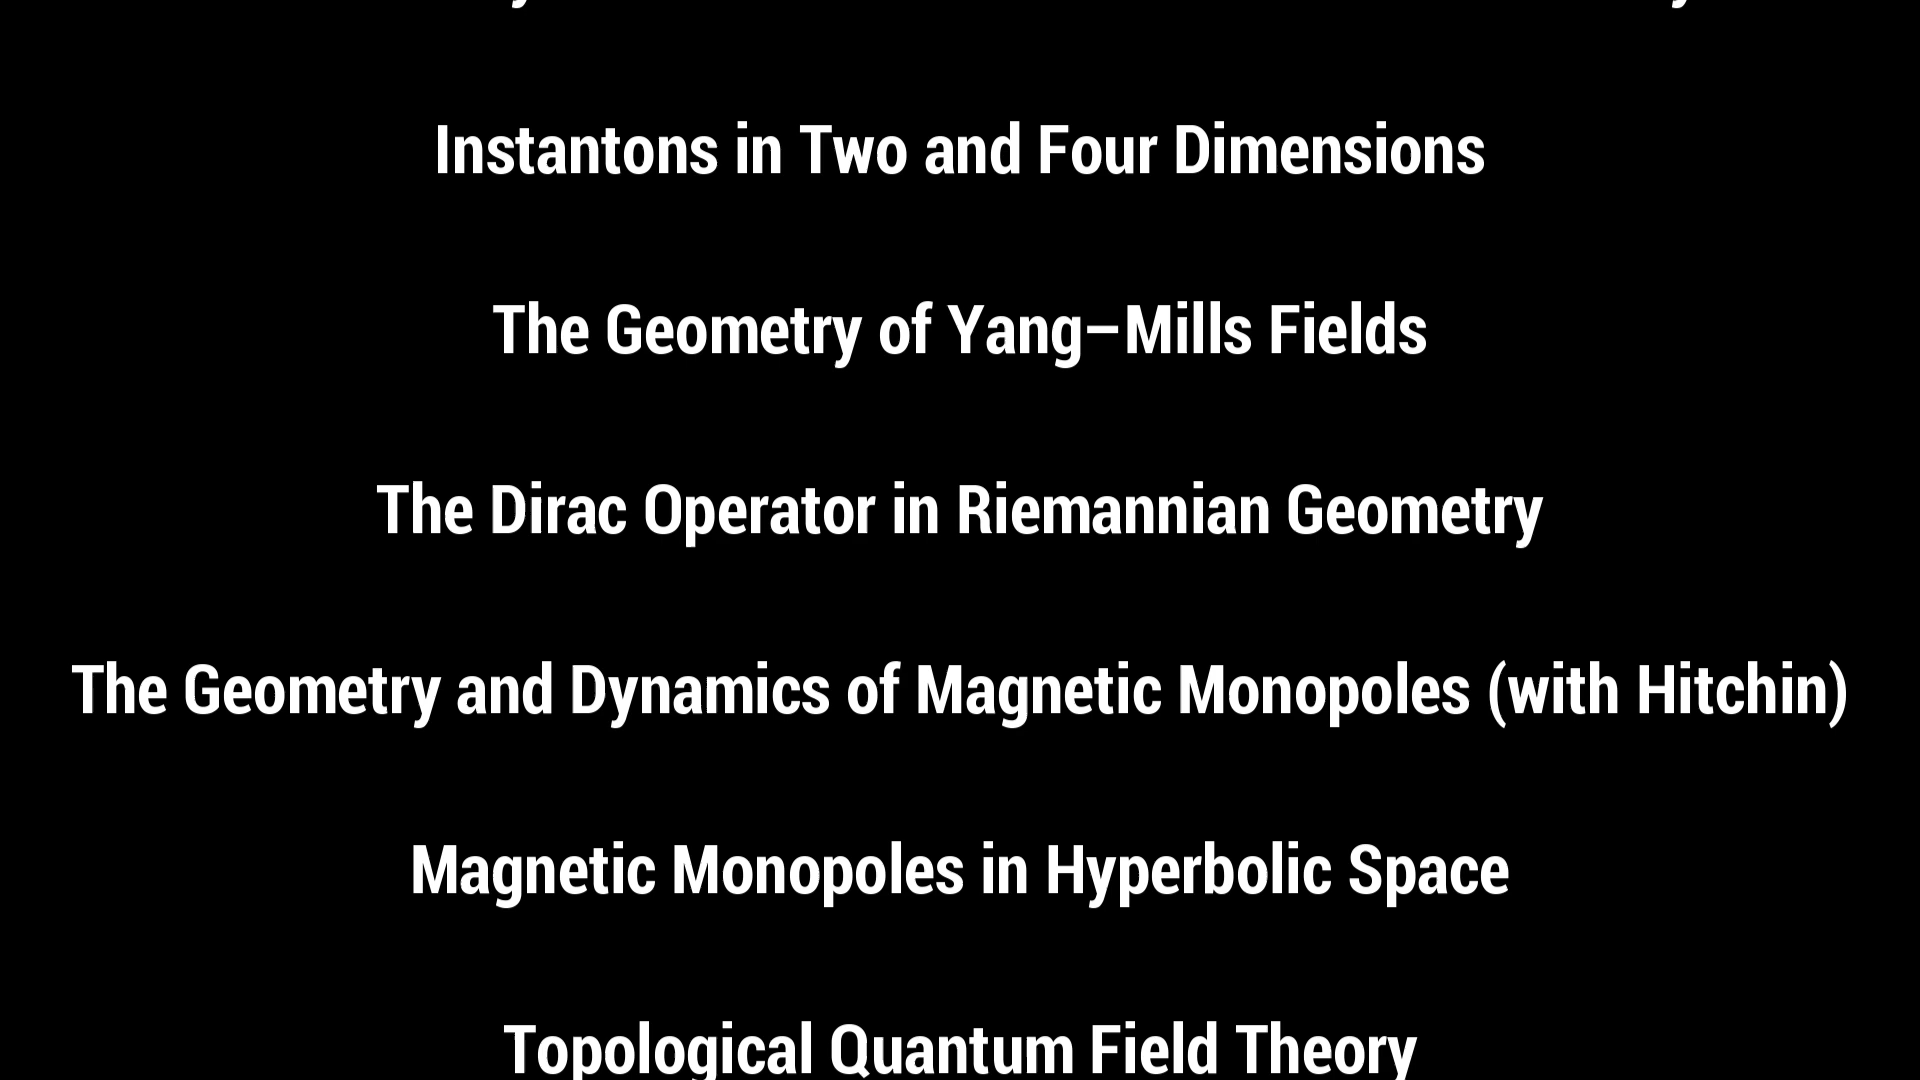 Instantons in Two and Four Dimensions
The Geometry of Yang–Mills Fields
The Dirac Operator in Riemannian Geometry
The Geometry and Dynamics of Magnetic Monopoles (with Hitchin)
Magnetic Monopoles in Hyperbolic Space
Topological Quantum Field Theory